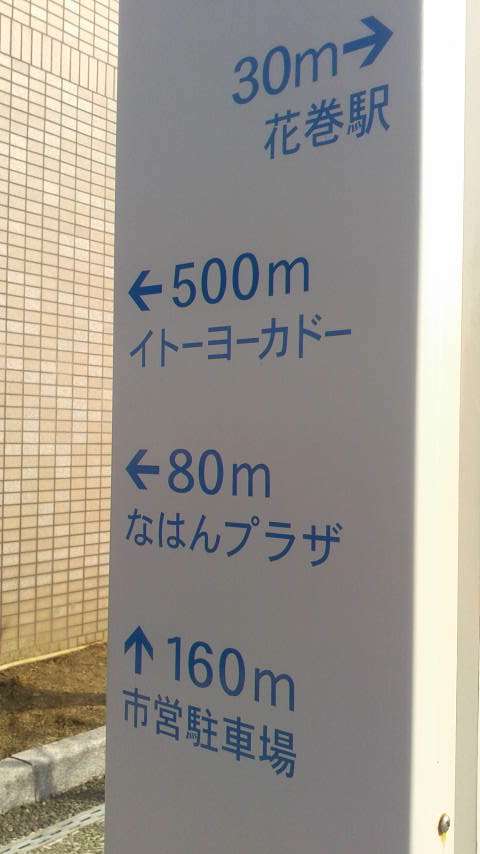 30m→
花巻駅
←500m
イトーヨーカドー
←80m
なはんプラザ
↑160m
市営駐車場